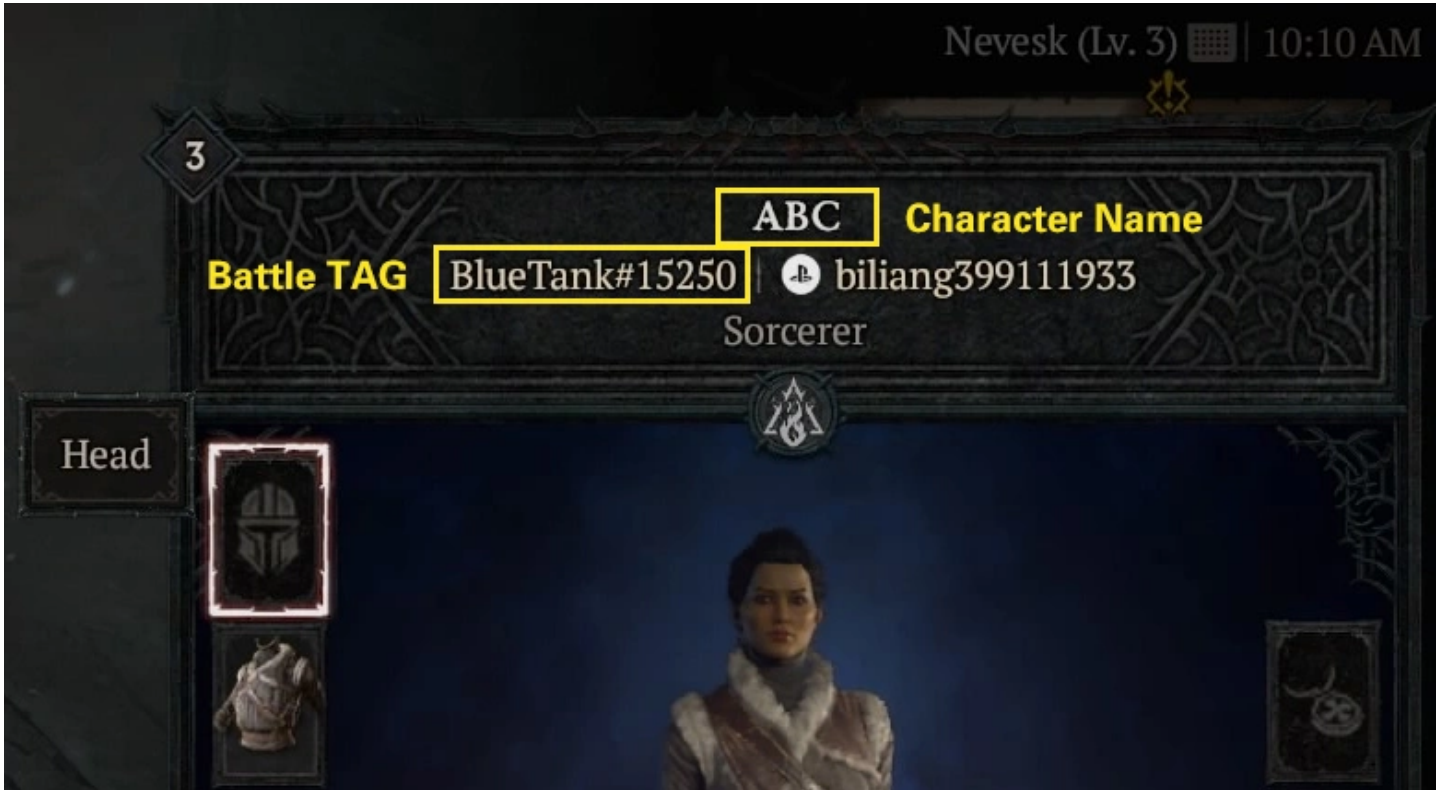 Nevesk (Lv. 3) 10:10 AM
3
ABC Character Name
Battle TAG BlueTank#15250 biliang399111933
Sorcerer
Head